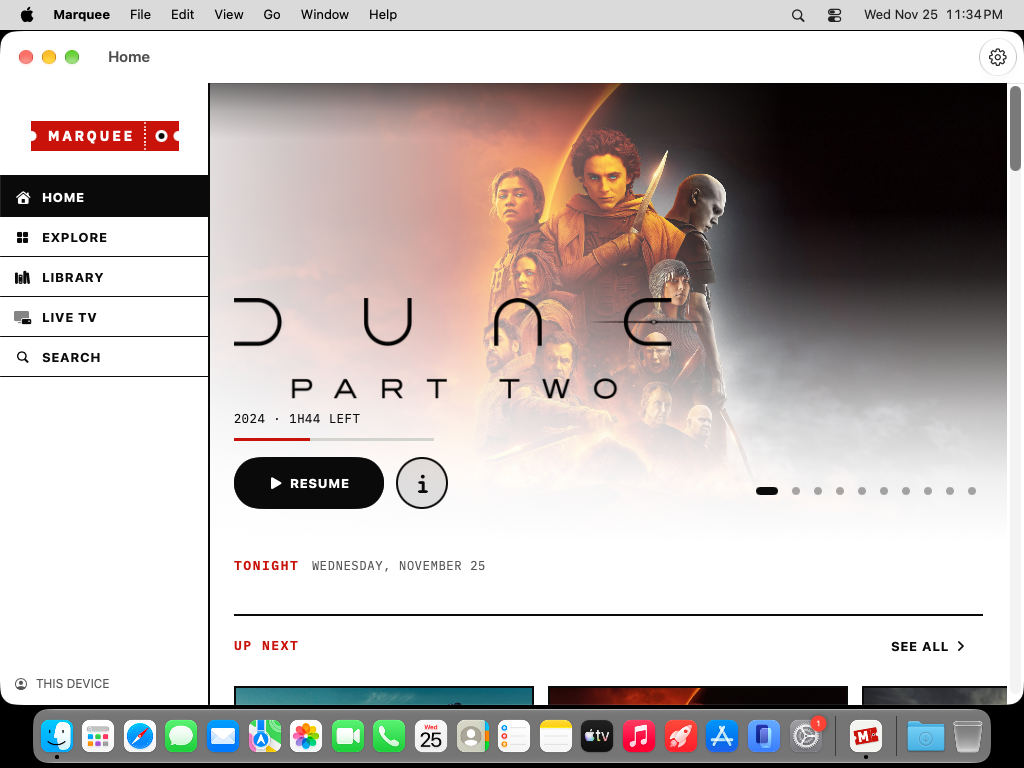 Marquee File Edit View Go Window Help Wed Nov 25 11:34PM
Home
MARQUEE
HOME
EXPLORE
LIBRARY
LIVE TV
SEARCH
DUNE
PART TWO
2024 · 1H44 LEFT
RESUME
i
TONIGHT WEDNESDAY, NOVEMBER 25
UP NEXT
SEE ALL
THIS DEVICE
Wed
25
tv
1
M